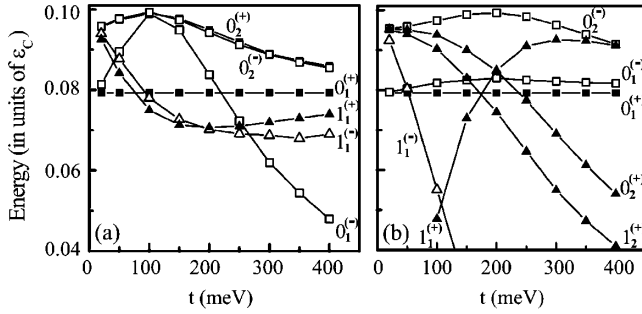 Energy (in units of ε_C)
0.10
0.08
0.06
0.04
(a)
0_2^(+)
0_2^(-)
0_1^(+)
1_1^(+)
1_1^(-)
0_1^(-)
0 100 200 300 400
t (meV)
(b)
0_2^(-)
0_1^(-)
0_1^(+)
1_1^(-)
1_1^(+)
0_2^(+)
1_2^(+)
0 100 200 300 400
t (meV)